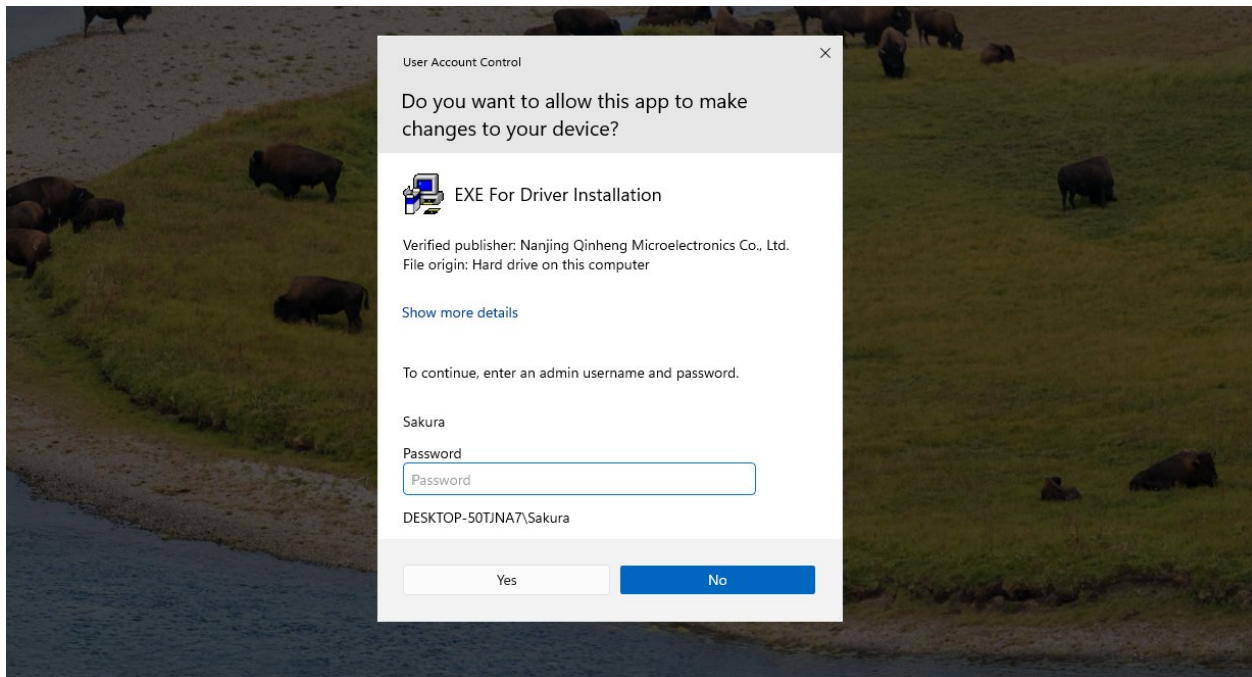 User Account Control
Do you want to allow this app to make
changes to your device?
EXE For Driver Installation
Verified publisher: Nanjing Qinheng Microelectronics Co., Ltd.
File origin: Hard drive on this computer
Show more details
To continue, enter an admin username and password.
Sakura
Password
Password
DESKTOP-50TJNA7\Sakura
Yes
No